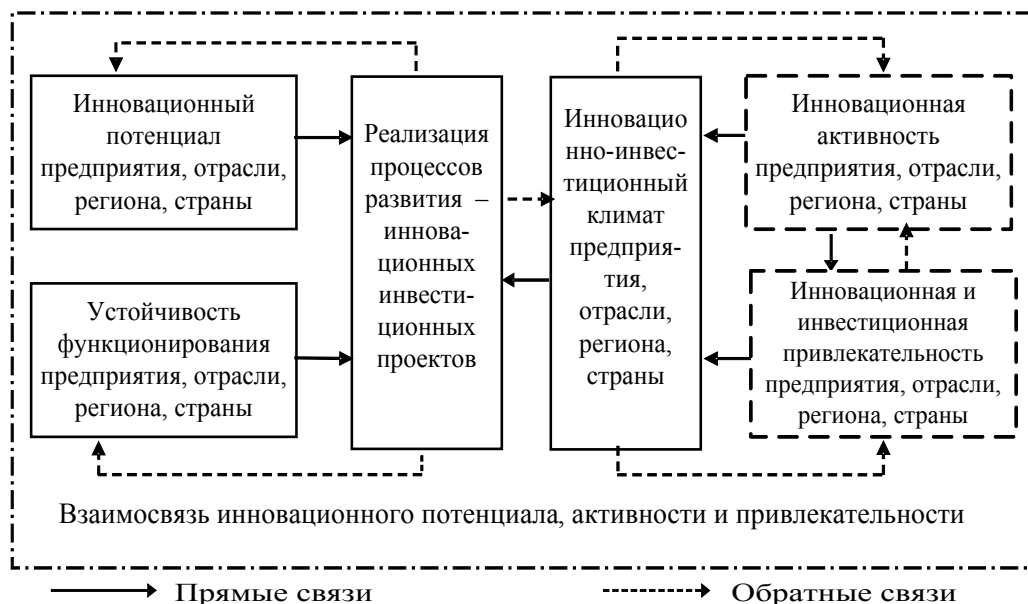 Инновационный
потенциал
предприятия, отрасли,
региона, страны
Устойчивость
функционирования
предприятия, отрасли,
региона, страны
Реализация
процессов
развития –
иннова-
ционных
инвести-
ционных
проектов
Инновацио
нно-инвес-
тиционный
климат
предприя-
тия,
отрасли,
региона,
страны
Инновационная
активность
предприятия, отрасли,
региона, страны
Инновационная и
инвестиционная
привлекательность
предприятия, отрасли,
региона, страны
Взаимосвязь инновационного потенциала, активности и привлекательности
Прямые связи
Обратные связи